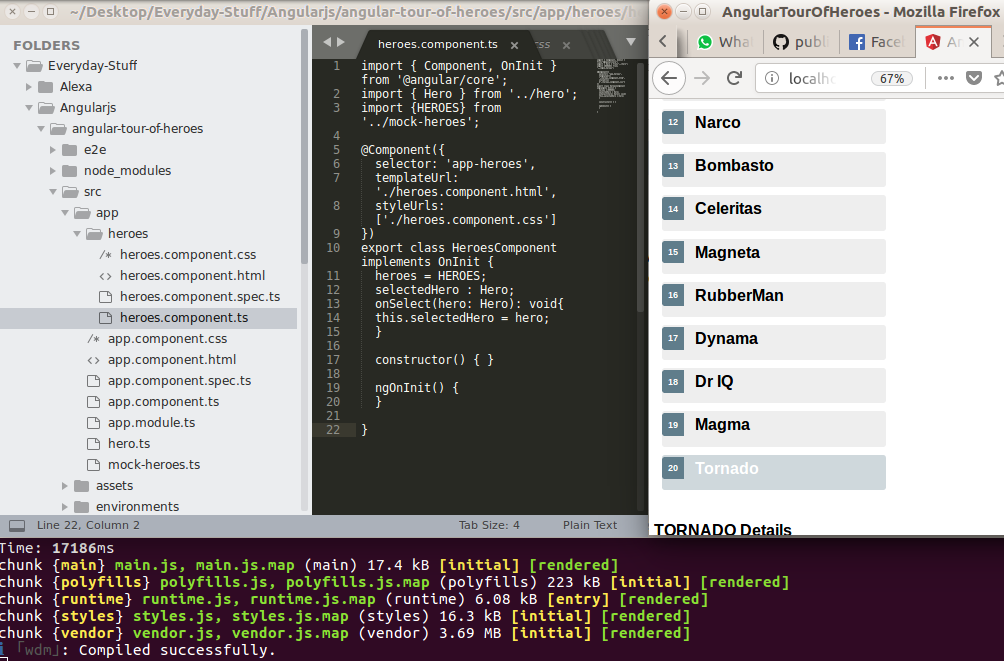 ~/Desktop/Everyday-Stuff/Angularjs/angular-tour-of-heroes/src/app/heroes/
FOLDERS
Everyday-Stuff
Alexa
Angularjs
angular-tour-of-heroes
e2e
node_modules
src
app
heroes
/* heroes.component.css
<> heroes.component.html
heroes.component.spec.ts
heroes.component.ts
/* app.component.css
<> app.component.html
app.component.spec.ts
app.component.ts
app.module.ts
hero.ts
mock-heroes.ts
assets
environments
heroes.component.ts × css ×
1 import { Component, OnInit }
from '@angular/core';
2 import { Hero } from '../hero';
3 import {HEROES} from
'../mock-heroes';
4
5 @Component({
6 selector: 'app-heroes',
7 templateUrl:
'./heroes.component.html',
8 styleUrls:
['./heroes.component.css']
9 })
10 export class HeroesComponent
implements OnInit {
11 heroes = HEROES;
12 selectedHero : Hero;
13 onSelect(hero: Hero): void{
14 this.selectedHero = hero;
15 }
16
17 constructor() { }
18
19 ngOnInit() {
20 }
21
22 }
Line 22, Column 2 Tab Size: 4 Plain Text
AngularTourOfHeroes - Mozilla Firefox
What publi Face An ×
localh 67%
12 Narco
13 Bombasto
14 Celeritas
15 Magneta
16 RubberMan
17 Dynama
18 Dr IQ
19 Magma
20 Tornado
TORNADO Details
Time: 17186ms
chunk {main} main.js, main.js.map (main) 17.4 kB [initial] [rendered]
chunk {polyfills} polyfills.js, polyfills.js.map (polyfills) 223 kB [initial] [rendered]
chunk {runtime} runtime.js, runtime.js.map (runtime) 6.08 kB [entry] [rendered]
chunk {styles} styles.js, styles.js.map (styles) 16.3 kB [initial] [rendered]
chunk {vendor} vendor.js, vendor.js.map (vendor) 3.69 MB [initial] [rendered]
i ｢wdm｣: Compiled successfully.